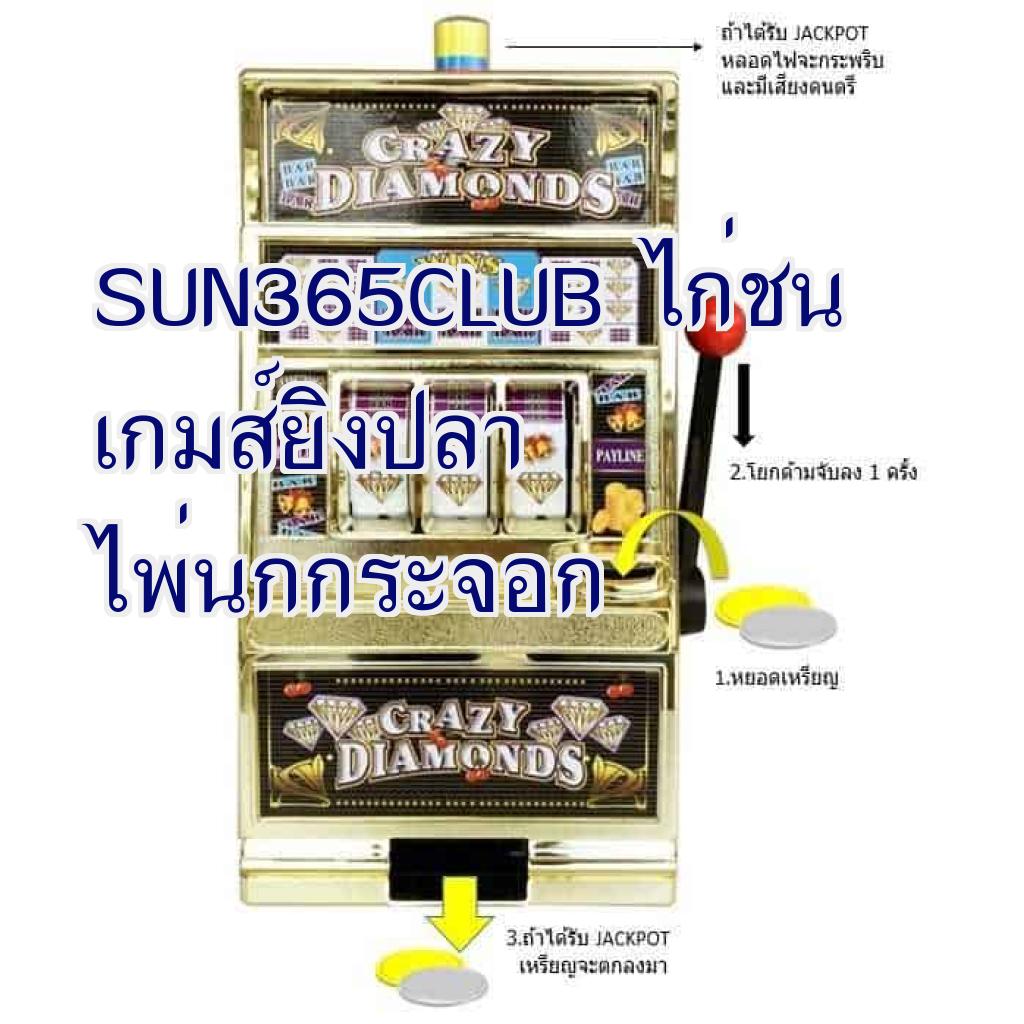 ถ้าได้รับ JACKPOT
หลอดไฟจะกระพริบ
และมีเสียงดนตรี
CRAZY
DIAMONDS
BAR
BAR
BAR
WINS
SUN365CLUB ไก่ชน
เกมส์ยิงปลา
ไพ่นกกระจอก
PAYLINE
2.โยกด้ามจับลง 1 ครั้ง
1.หยอดเหรียญ
CRAZY
DIAMONDS
3.ถ้าได้รับ JACKPOT
เหรียญจะตกลงมา